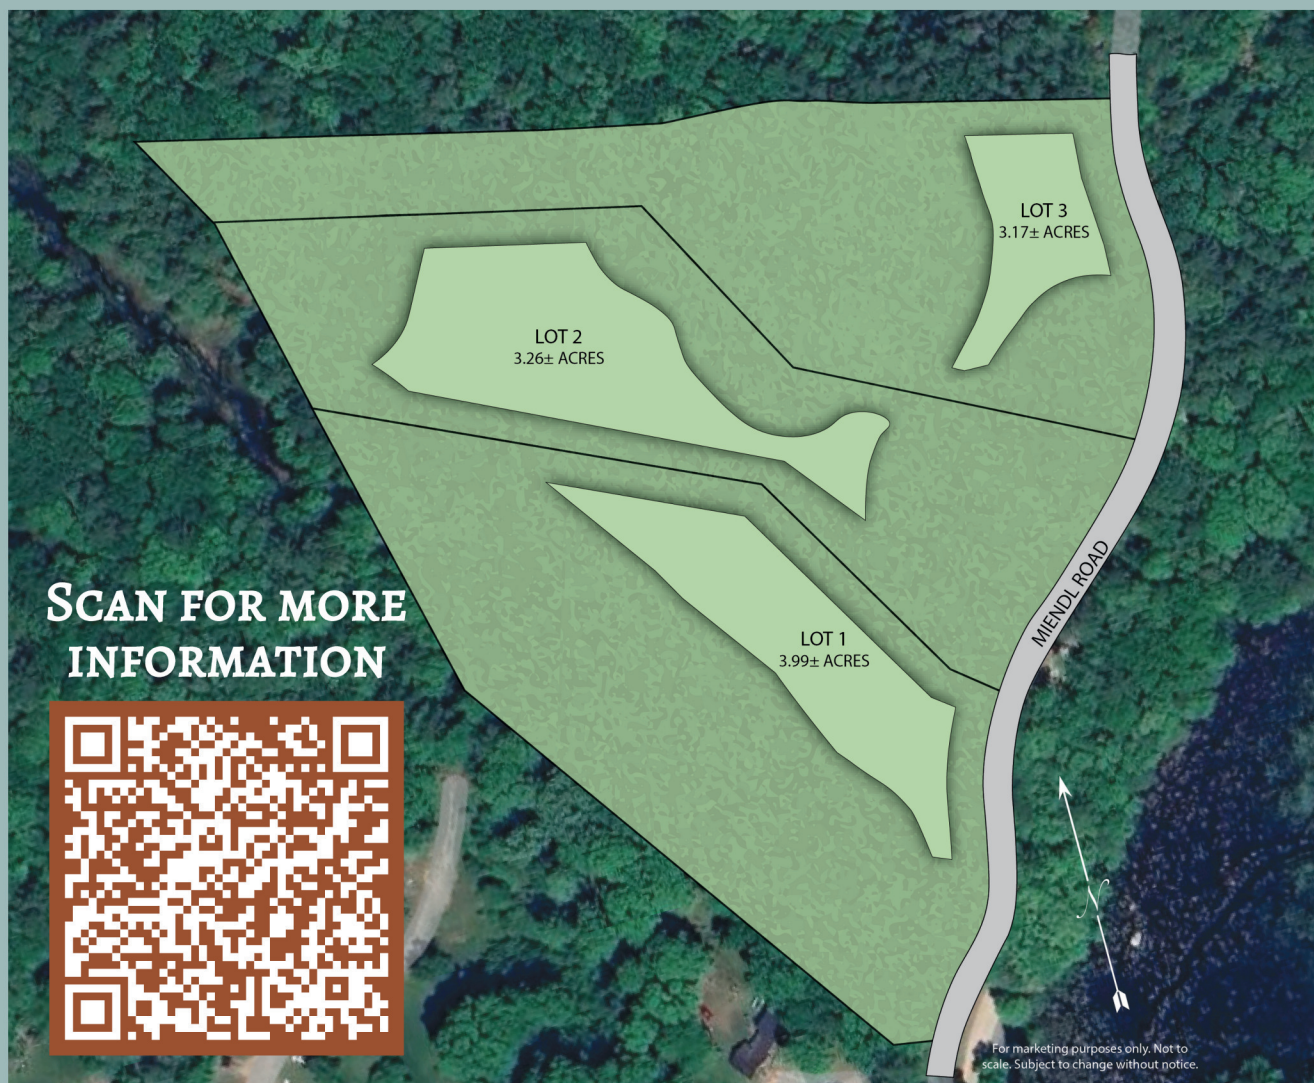 LOT 3
3.17± ACRES
LOT 2
3.26± ACRES
MIENDL ROAD
SCAN FOR MORE
INFORMATION
LOT 1
3.99± ACRES
N
For marketing purposes only. Not to
scale. Subject to change without notice.